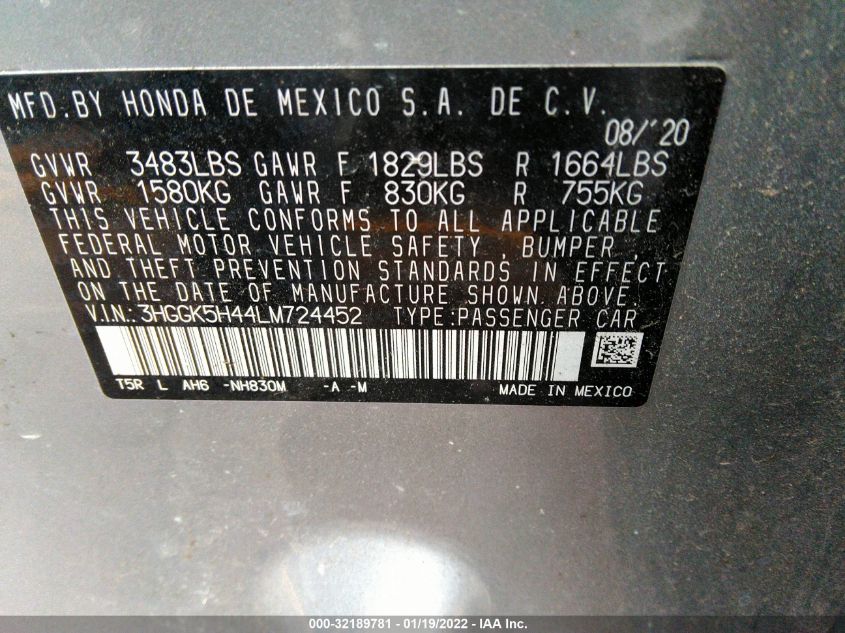 MFD.BY HONDA DE MEXICO S.A. DE C.V.
08/'20
GVWR 3483LBS GAWR F 1829LBS R 1664LBS
GVWR 1580KG GAWR F 830KG R 755KG
THIS VEHICLE CONFORMS TO ALL APPLICABLE
FEDERAL MOTOR VEHICLE SAFETY, BUMPER,
AND THEFT PREVENTION STANDARDS IN EFFECT
ON THE DATE OF MANUFACTURE SHOWN ABOVE.
V.I.N.: 3HGGK5H44LM724452 TYPE:PASSENGER CAR
T5R L AH6 -NH830M -A -M MADE IN MEXICO
000-32189781 - 01/19/2022 - IAA Inc.